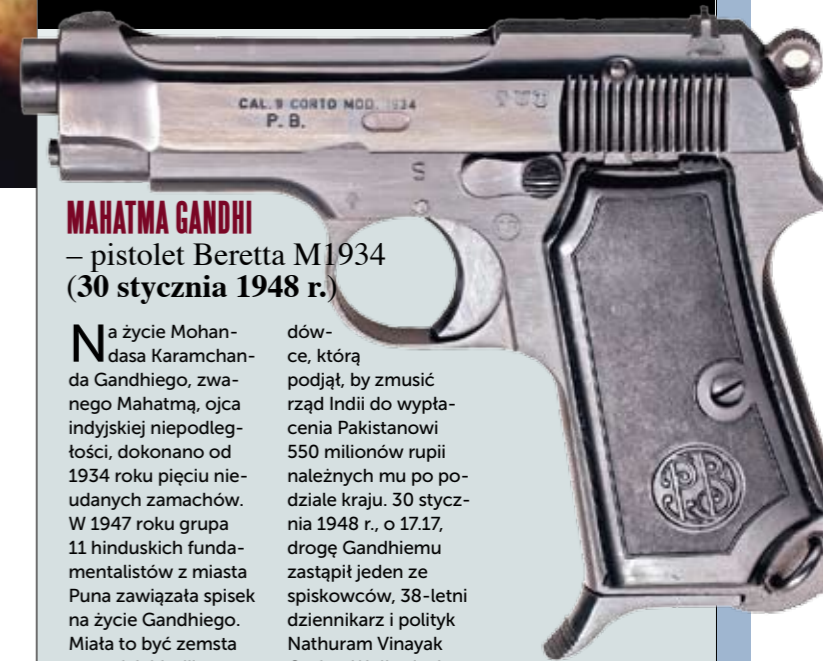 CAL. 9 CORTO MOD. 1934
P. B.
S
PB
MAHATMA GANDHI
– pistolet Beretta M1934
(30 stycznia 1948 r.)
Na życie Mohan-
dasa Karamchan-
da Gandhiego, zwa-
nego Mahatmą, ojca
indyjskiej niepodleg-
łości, dokonano od
1934 roku pięciu nie-
udanych zamachów.
W 1947 roku grupa
11 hinduskich funda-
mentalistów z miasta
Puna zawiązała spisek
na życie Gandhiego.
Miała to być zemsta
dów-
ce, którą
podjął, by zmusić
rząd Indii do wypła-
cenia Pakistanowi
550 milionów rupii
należnych mu po po-
dziale kraju. 30 stycz-
nia 1948 r., o 17.17,
drogę Gandhiemu
zastąpił jeden ze
spiskowców, 38-letni
dziennikarz i polityk
Nathuram Vinayak